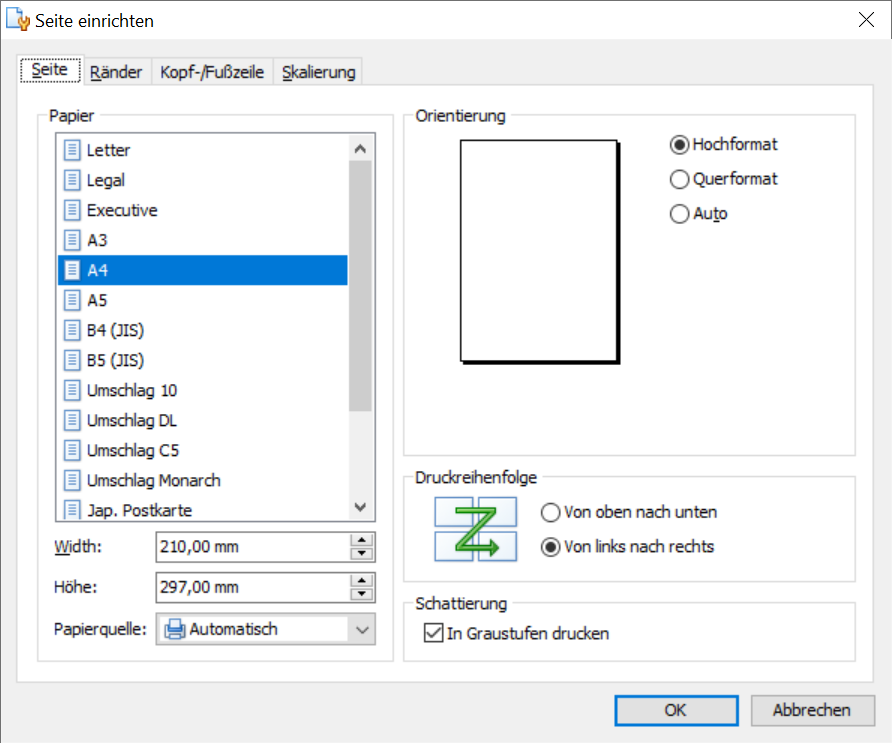 Seite einrichten
Seite
Ränder
Kopf-/Fußzeile
Skalierung
Papier
Letter
Legal
Executive
A3
A4
A5
B4 (JIS)
B5 (JIS)
Umschlag 10
Umschlag DL
Umschlag C5
Umschlag Monarch
Jap. Postkarte
Width: 210,00 mm
Höhe: 297,00 mm
Papierquelle: Automatisch
Orientierung
Hochformat
Querformat
Auto
Druckreihenfolge
Von oben nach unten
Von links nach rechts
Schattierung
In Graustufen drucken
OK
Abbrechen